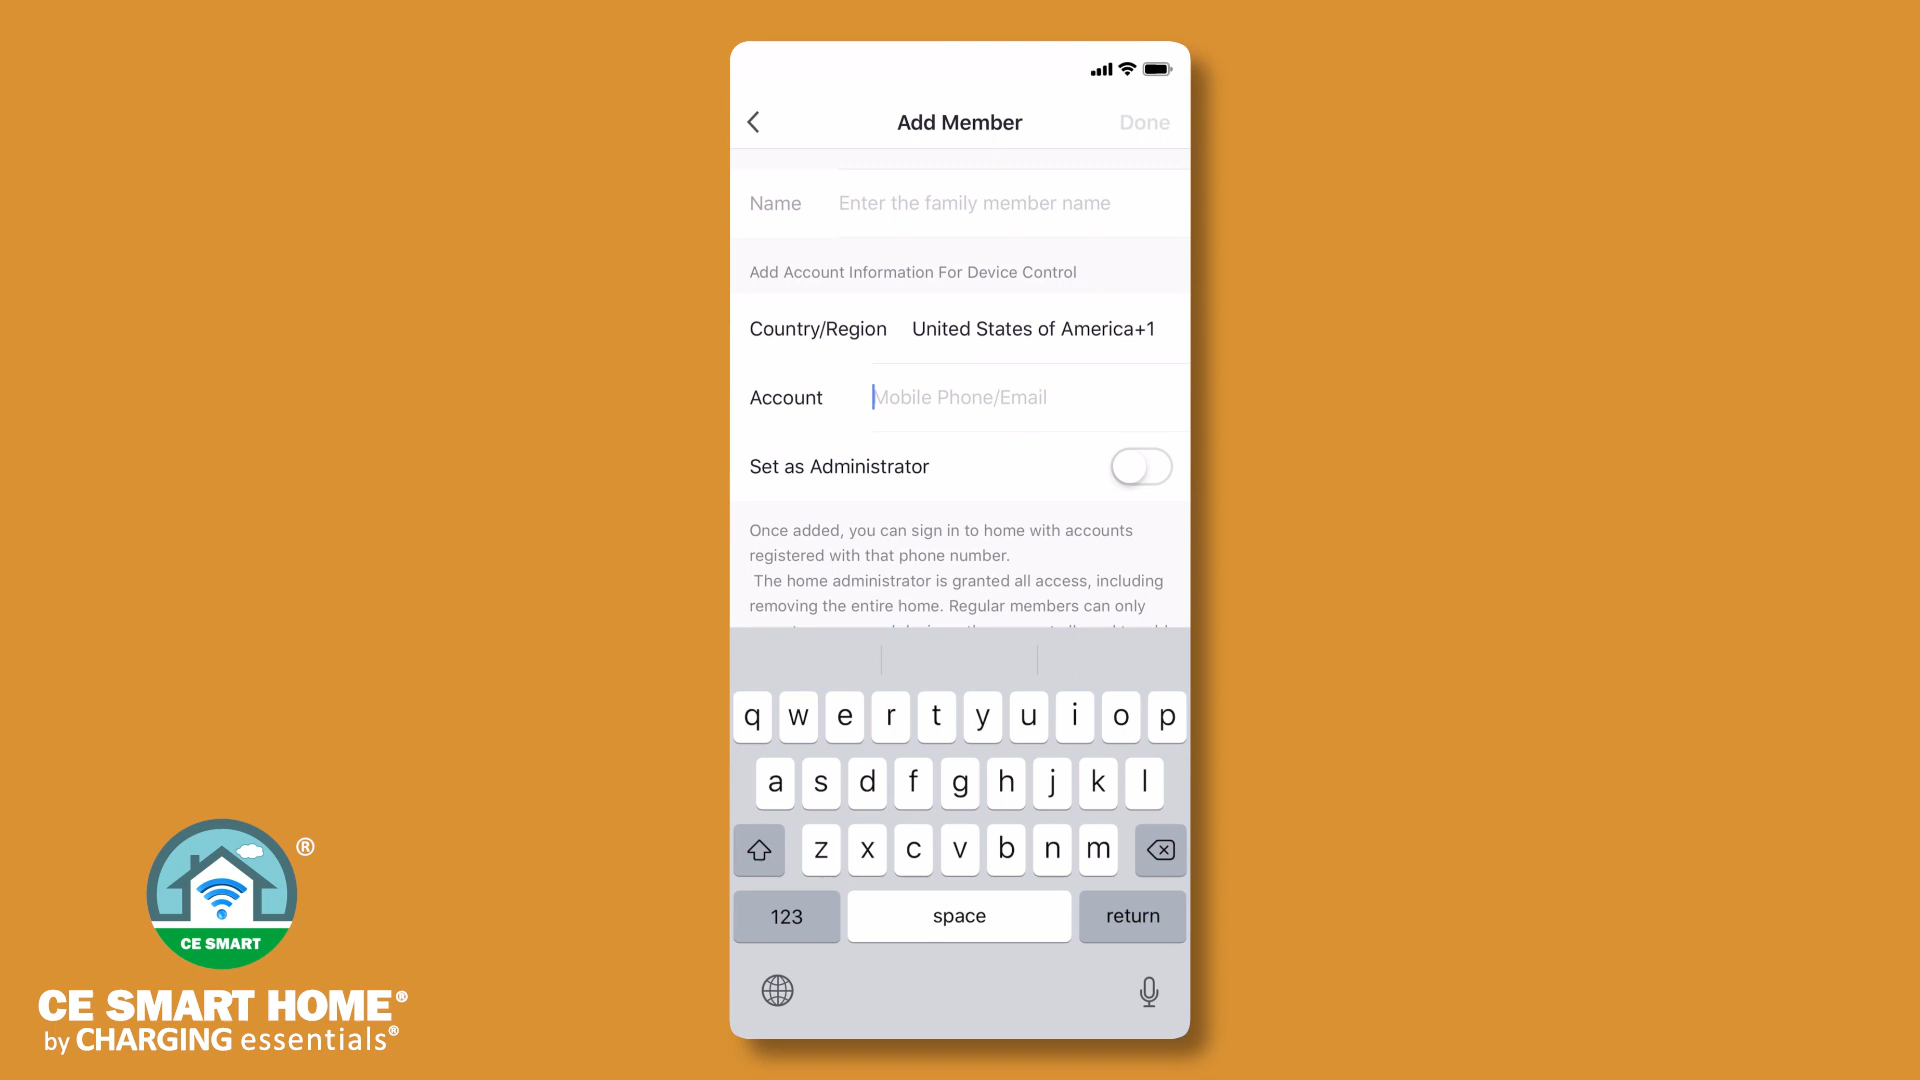 Add Member
Done
Name
Enter the family member name
Add Account Information For Device Control
Country/Region
United States of America+1
Account
Mobile Phone/Email
Set as Administrator
Once added, you can sign in to home with accounts
registered with that phone number.
The home administrator is granted all access, including
removing the entire home. Regular members can only
q w e r t y u i o p
a s d f g h j k l
z x c v b n m
123
space
return
®
CE SMART
CE SMART HOME®
by CHARGING essentials®